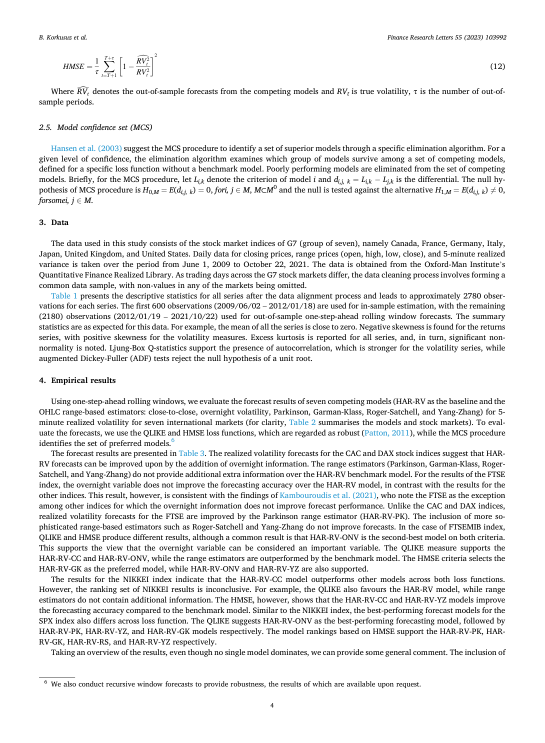 B. Korkusuz et al.
Finance Research Letters 55 (2023) 103992
HMSE = \frac{1}{τ} \sum_{t=T+1}^{T+τ} \left[ 1 − \frac{\widehat{RV_t^2}}{RV_t^2} \right]^2 (12)
Where \widehat{RV}_t denotes the out-of-sample forecasts from the competing models and RV_t is true volatility, τ is the number of out-of-
sample periods.
2.5. Model confidence set (MCS)
Hansen et al. (2003) suggest the MCS procedure to identify a set of superior models through a specific elimination algorithm. For a
given level of confidence, the elimination algorithm examines which group of models survive among a set of competing models,
defined for a specific loss function without a benchmark model. Poorly performing models are eliminated from the set of competing
models. Briefly, for the MCS procedure, let L_{i,k} denote the criterion of model i and d_{i,j, k} = L_{i,k} − L_{j,k} is the differential. The null hy-
pothesis of MCS procedure is H_{0,M} = E(d_{i,j, k}) = 0, fori, j ∈ M, M⊂M^0 and the null is tested against the alternative H_{1,M} = E(d_{i,j, k}) ≠ 0,
forsomei, j ∈ M.
3. Data
The data used in this study consists of the stock market indices of G7 (group of seven), namely Canada, France, Germany, Italy,
Japan, United Kingdom, and United States. Daily data for closing prices, range prices (open, high, low, close), and 5-minute realized
variance is taken over the period from June 1, 2009 to October 22, 2021. The data is obtained from the Oxford-Man Institute's
Quantitative Finance Realized Library. As trading days across the G7 stock markets differ, the data cleaning process involves forming a
common data sample, with non-values in any of the markets being omitted.
Table 1 presents the descriptive statistics for all series after the data alignment process and leads to approximately 2780 obser-
vations for each series. The first 600 observations (2009/06/02 − 2012/01/18) are used for in-sample estimation, with the remaining
(2180) observations (2012/01/19 − 2021/10/22) used for out-of-sample one-step-ahead rolling window forecasts. The summary
statistics are as expected for this data. For example, the mean of all the series is close to zero. Negative skewness is found for the returns
series, with positive skewness for the volatility measures. Excess kurtosis is reported for all series, and, in turn, significant non-
normality is noted. Ljung-Box Q-statistics support the presence of autocorrelation, which is stronger for the volatility series, while
augmented Dickey-Fuller (ADF) tests reject the null hypothesis of a unit root.
4. Empirical results
Using one-step-ahead rolling windows, we evaluate the forecast results of seven competing models (HAR-RV as the baseline and the
OHLC range-based estimators: close-to-close, overnight volatility, Parkinson, Garman-Klass, Roger-Satchell, and Yang-Zhang) for 5-
minute realized volatility for seven international markets (for clarity, Table 2 summarises the models and stock markets). To eval-
uate the forecasts, we use the QLIKE and HMSE loss functions, which are regarded as robust (Patton, 2011), while the MCS procedure
identifies the set of preferred models.6
The forecast results are presented in Table 3. The realized volatility forecasts for the CAC and DAX stock indices suggest that HAR-
RV forecasts can be improved upon by the addition of overnight information. The range estimators (Parkinson, Garman-Klass, Roger-
Satchell, and Yang-Zhang) do not provide additional extra information over the HAR-RV benchmark model. For the results of the FTSE
index, the overnight variable does not improve the forecasting accuracy over the HAR-RV model, in contrast with the results for the
other indices. This result, however, is consistent with the findings of Kambouroudis et al. (2021), who note the FTSE as the exception
among other indices for which the overnight information does not improve forecast performance. Unlike the CAC and DAX indices,
realized volatility forecasts for the FTSE are improved by the Parkinson range estimator (HAR-RV-PK). The inclusion of more so-
phisticated range-based estimators such as Roger-Satchell and Yang-Zhang do not improve forecasts. In the case of FTSEMIB index,
QLIKE and HMSE produce different results, although a common result is that HAR-RV-ONV is the second-best model on both criteria.
This supports the view that the overnight variable can be considered an important variable. The QLIKE measure supports the
HAR-RV-CC and HAR-RV-ONV, while the range estimators are outperformed by the benchmark model. The HMSE criteria selects the
HAR-RV-GK as the preferred model, while HAR-RV-ONV and HAR-RV-YZ are also supported.
The results for the NIKKEI index indicate that the HAR-RV-CC model outperforms other models across both loss functions.
However, the ranking set of NIKKEI results is inconclusive. For example, the QLIKE also favours the HAR-RV model, while range
estimators do not contain additional information. The HMSE, however, shows that the HAR-RV-CC and HAR-RV-YZ models improve
the forecasting accuracy compared to the benchmark model. Similar to the NIKKEI index, the best-performing forecast models for the
SPX index also differs across loss function. The QLIKE suggests HAR-RV-ONV as the best-performing forecasting model, followed by
HAR-RV-PK, HAR-RV-YZ, and HAR-RV-GK models respectively. The model rankings based on HMSE support the HAR-RV-PK, HAR-
RV-GK, HAR-RV-RS, and HAR-RV-YZ respectively.
Taking an overview of the results, even though no single model dominates, we can provide some general comment. The inclusion of
6 We also conduct recursive window forecasts to provide robustness, the results of which are available upon request.
4